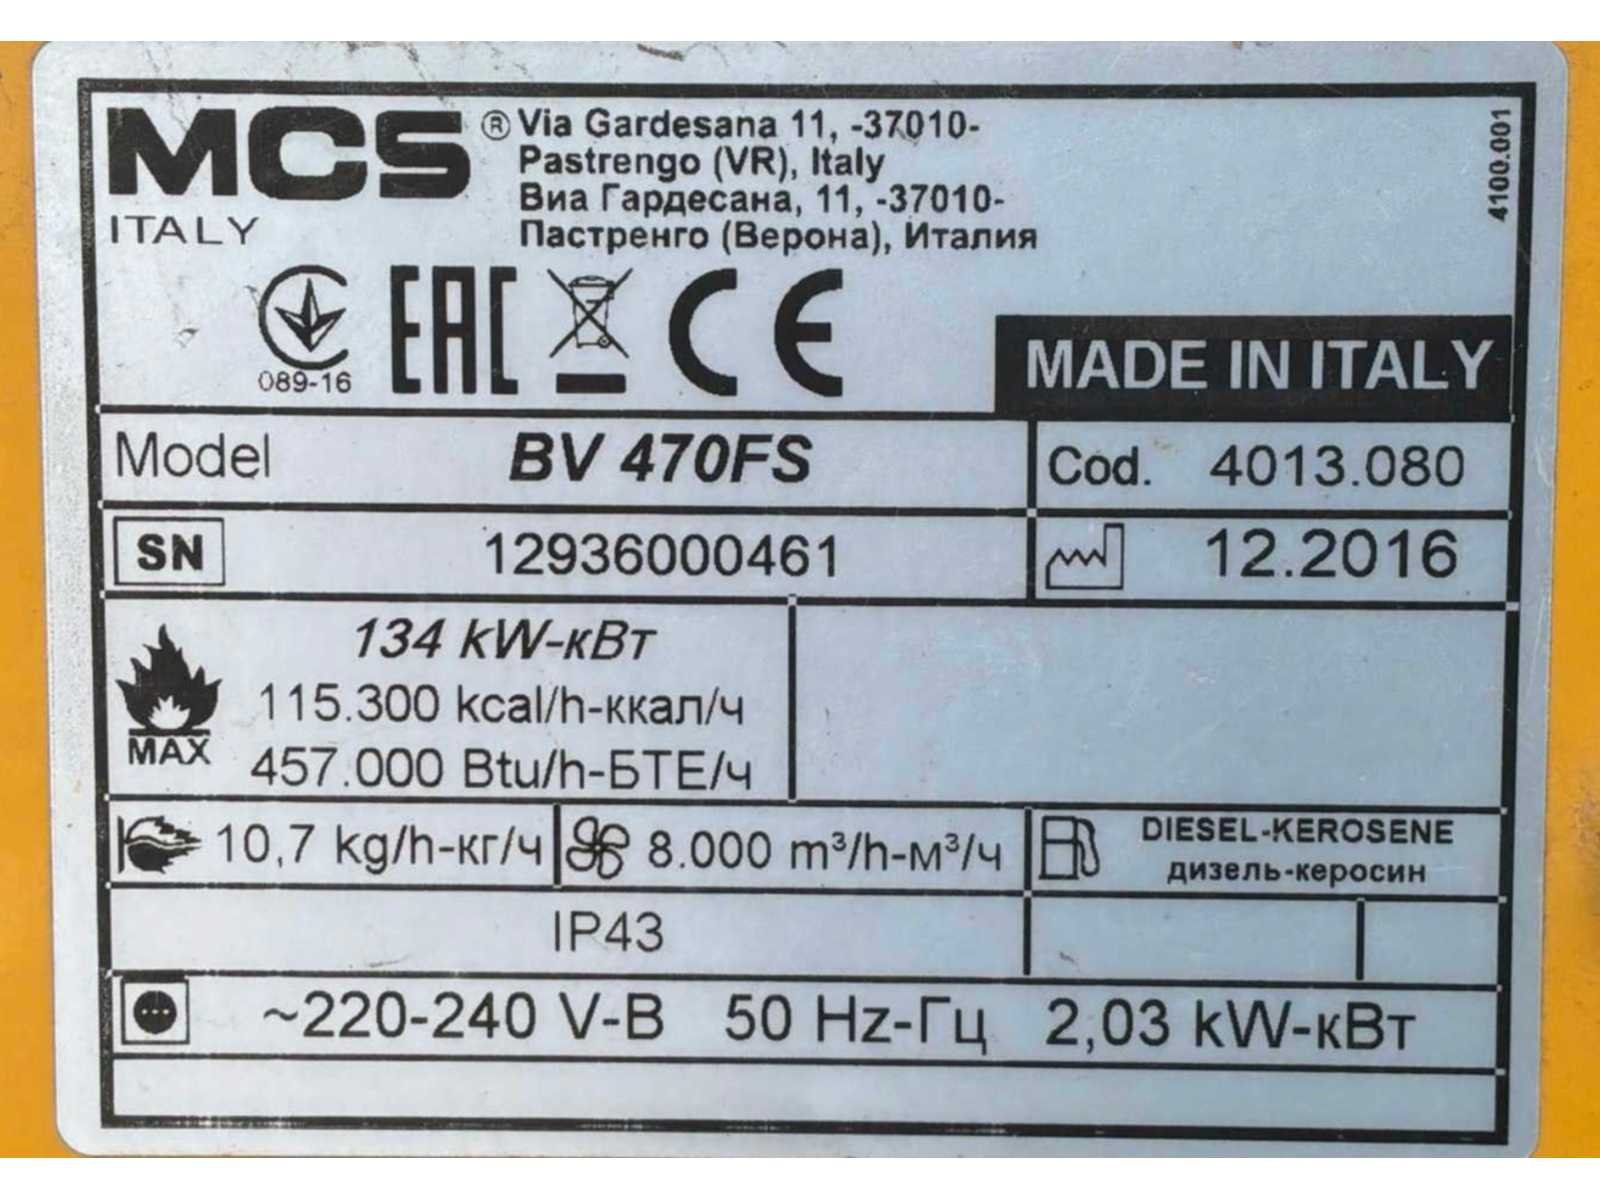 MCS ® Via Gardesana 11, -37010-
Pastrengo (VR), Italy
ITALY
Виа Гардесана, 11, -37010-
Пастренго (Верона), Италия
4100.001
089-16
EAC
CE
MADE IN ITALY
Model BV 470FS Cod. 4013.080
SN 12936000461 12.2016
134 kW-кВт
115.300 kcal/h-ккал/ч
MAX
457.000 Btu/h-БТЕ/ч
10,7 kg/h-кг/ч 8.000 m³/h-м³/ч DIESEL-KEROSENE
дизель-керосин
IP43
~220-240 V-В 50 Hz-Гц 2,03 kW-кВт